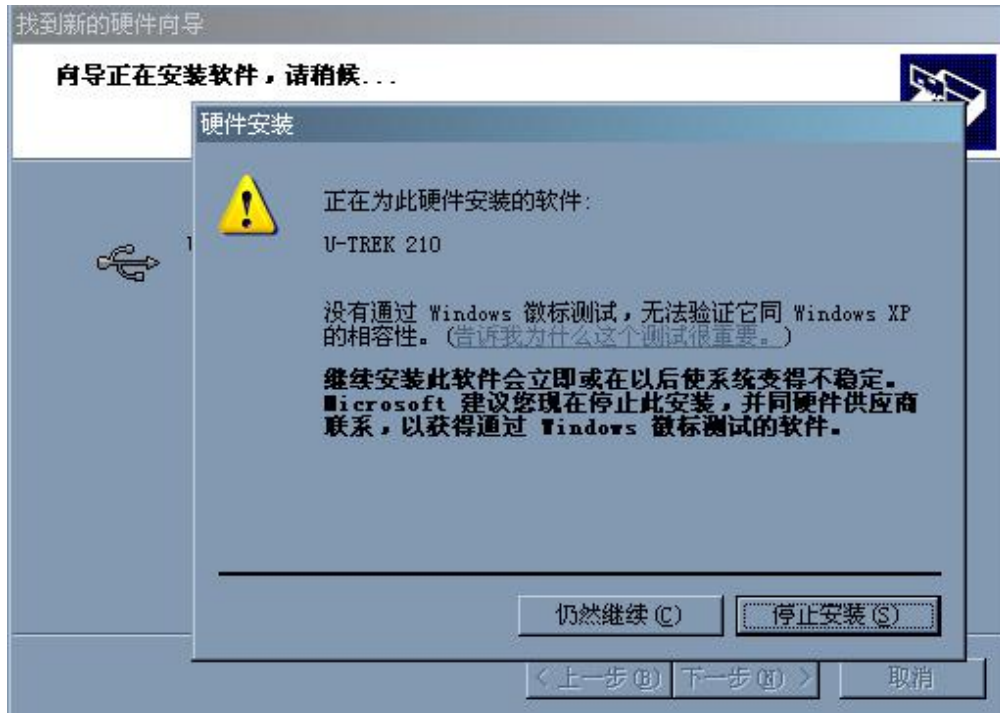 找到新的硬件向导
向导正在安装软件，请稍候...
硬件安装
正在为此硬件安装的软件:
U-TREK 210
没有通过 Windows 徽标测试，无法验证它同 Windows XP
的相容性。(告诉我为什么这个测试很重要。)
继续安装此软件会立即或在以后使系统变得不稳定。
Microsoft 建议您现在停止此安装，并同硬件供应商
联系，以获得通过 Windows 徽标测试的软件。
仍然继续(C)
停止安装(S)
<上一步(B)
下一步(N)>
取消